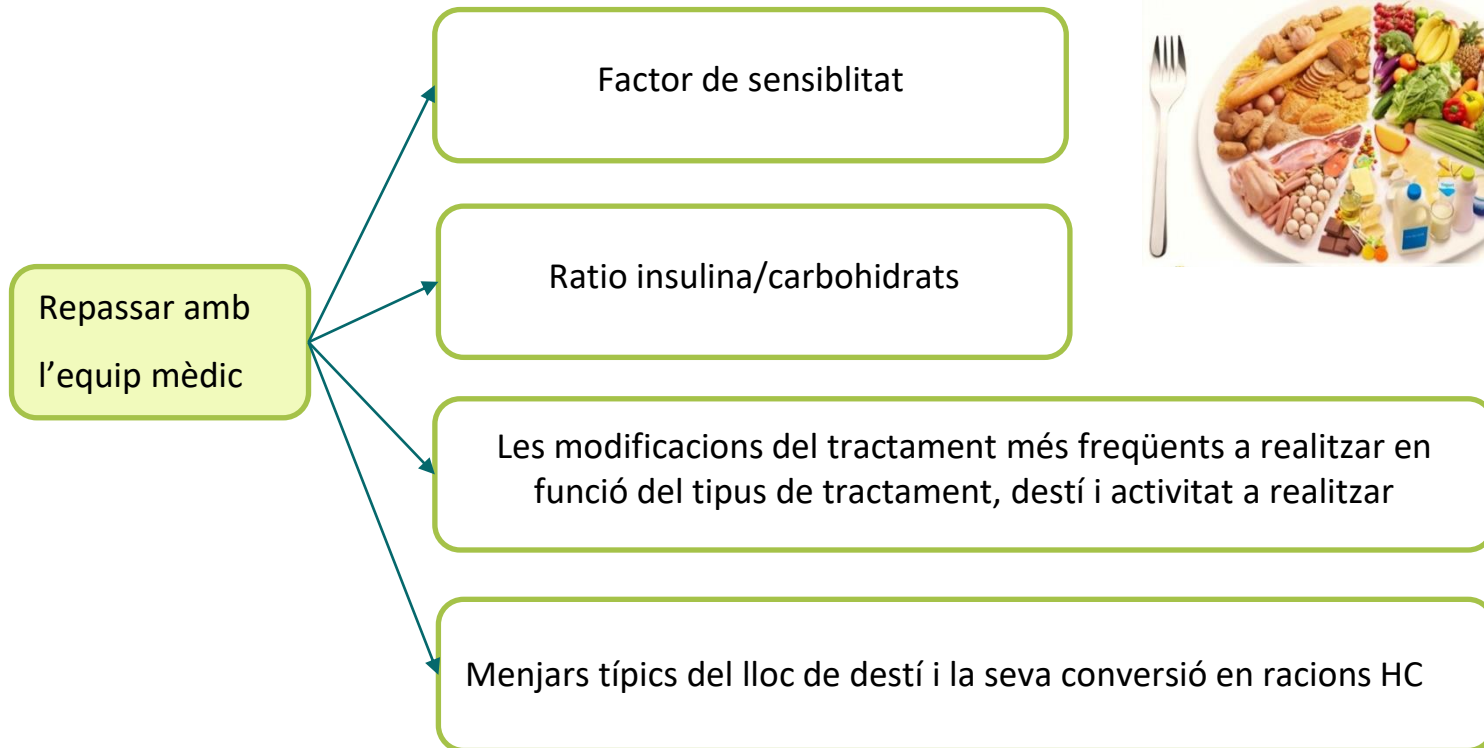 Factor de sensiblitat
Ratio insulina/carbohidrats
Repassar amb
l’equip mèdic
Les modificacions del tractament més freqüents a realitzar en
funció del tipus de tractament, destí i activitat a realitzar
Menjars típics del lloc de destí i la seva conversió en racions HC